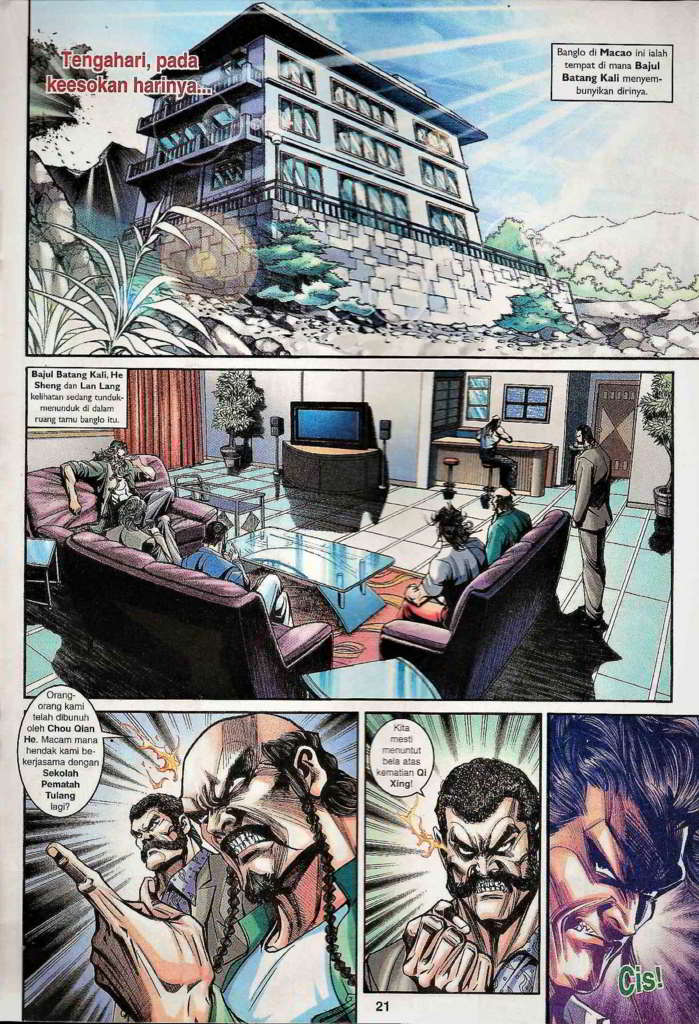 Tengahari, pada
keesokan harinya...
Banglo di Macao ini ialah
tempat di mana Bajul
Batang Kali menyem-
bunyikan dirinya.
Bajul Batang Kali, He
Sheng dan Lan Lang
kelihatan sedang tunduk-
menunduk di dalam
ruang tamu banglo itu.
Orang-
orang kami
telah dibunuh
oleh Chou Qian
He. Macam mana
hendak kami be-
kerjasama dengan
Sekolah
Pematah
Tulang
lagi?
Kita
mesti
menuntut
bela atas
kematian Qi
Xing!
Cis!
21